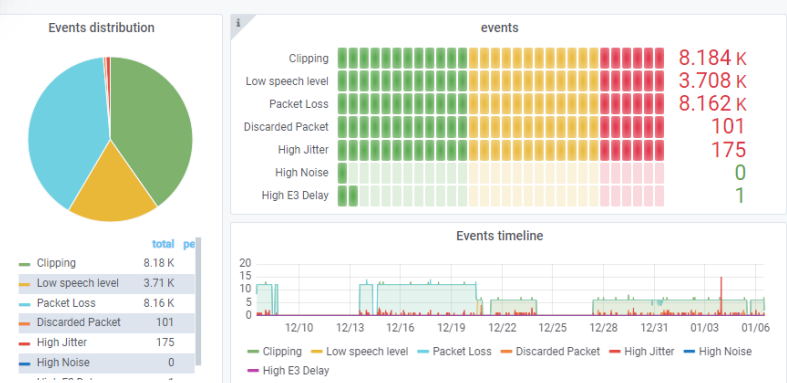 Events distribution
total pe
Clipping 8.18 K
Low speech level 3.71 K
Packet Loss 8.16 K
Discarded Packet 101
High Jitter 175
High Noise 0
i
events
Clipping 8.184 K
Low speech level 3.708 K
Packet Loss 8.162 K
Discarded Packet 101
High Jitter 175
High Noise 0
High E3 Delay 1
Events timeline
20
15
10
5
0
12/10 12/13 12/16 12/19 12/22 12/25 12/28 12/31 01/03 01/06
Clipping Low speech level Packet Loss Discarded Packet High Jitter High Noise
High E3 Delay